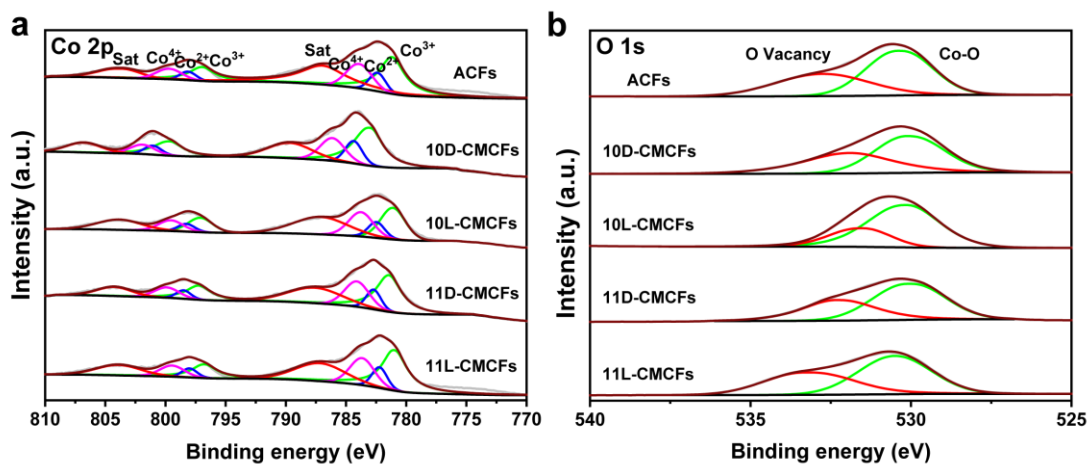 a
Co 2p
Sat
Co4+
Co2+
Co3+
Sat
Co4+
Co2+
Co3+
ACFs
10D-CMCFs
10L-CMCFs
11D-CMCFs
11L-CMCFs
Intensity (a.u.)
810 805 800 795 790 785 780 775 770
Binding energy (eV)
b
O 1s
O Vacancy
Co-O
ACFs
10D-CMCFs
10L-CMCFs
11D-CMCFs
11L-CMCFs
Intensity (a.u.)
540 535 530 525
Binding energy (eV)